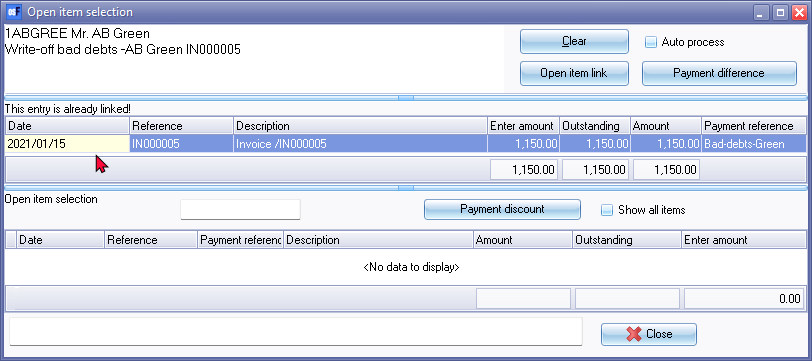 Open item selection
1ABGREE Mr. AB Green
Write-off bad debts -AB Green IN000005
Clear
Auto process
Open item link
Payment difference
This entry is already linked!
Date Reference Description Enter amount Outstanding Amount Payment reference
2021/01/15 IN000005 Invoice /IN000005 1,150.00 1,150.00 1,150.00 Bad-debts-Green
1,150.00 1,150.00 1,150.00
Open item selection
Payment discount
Show all items
Date Reference Payment referenc Description Amount Outstanding Enter amount
<No data to display>
0.00
Close